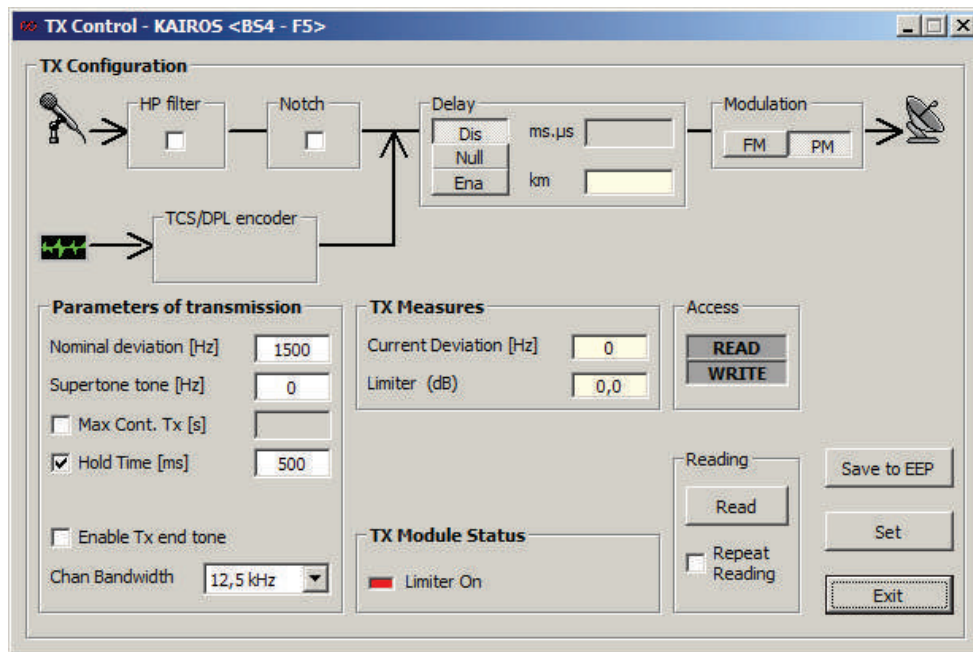 TX Control - KAIROS <BS4 - F5>
TX Configuration
HP filter
Notch
Delay
Dis
Null
Ena
ms.µs
km
Modulation
FM
PM
TCS/DPL encoder
Parameters of transmission
Nominal deviation [Hz] 1500
Supertone tone [Hz] 0
Max Cont. Tx [s]
Hold Time [ms] 500
Enable Tx end tone
Chan Bandwidth 12,5 kHz
TX Measures
Current Deviation [Hz] 0
Limiter (dB) 0,0
TX Module Status
Limiter On
Access
READ
WRITE
Reading
Read
Repeat
Reading
Save to EEP
Set
Exit